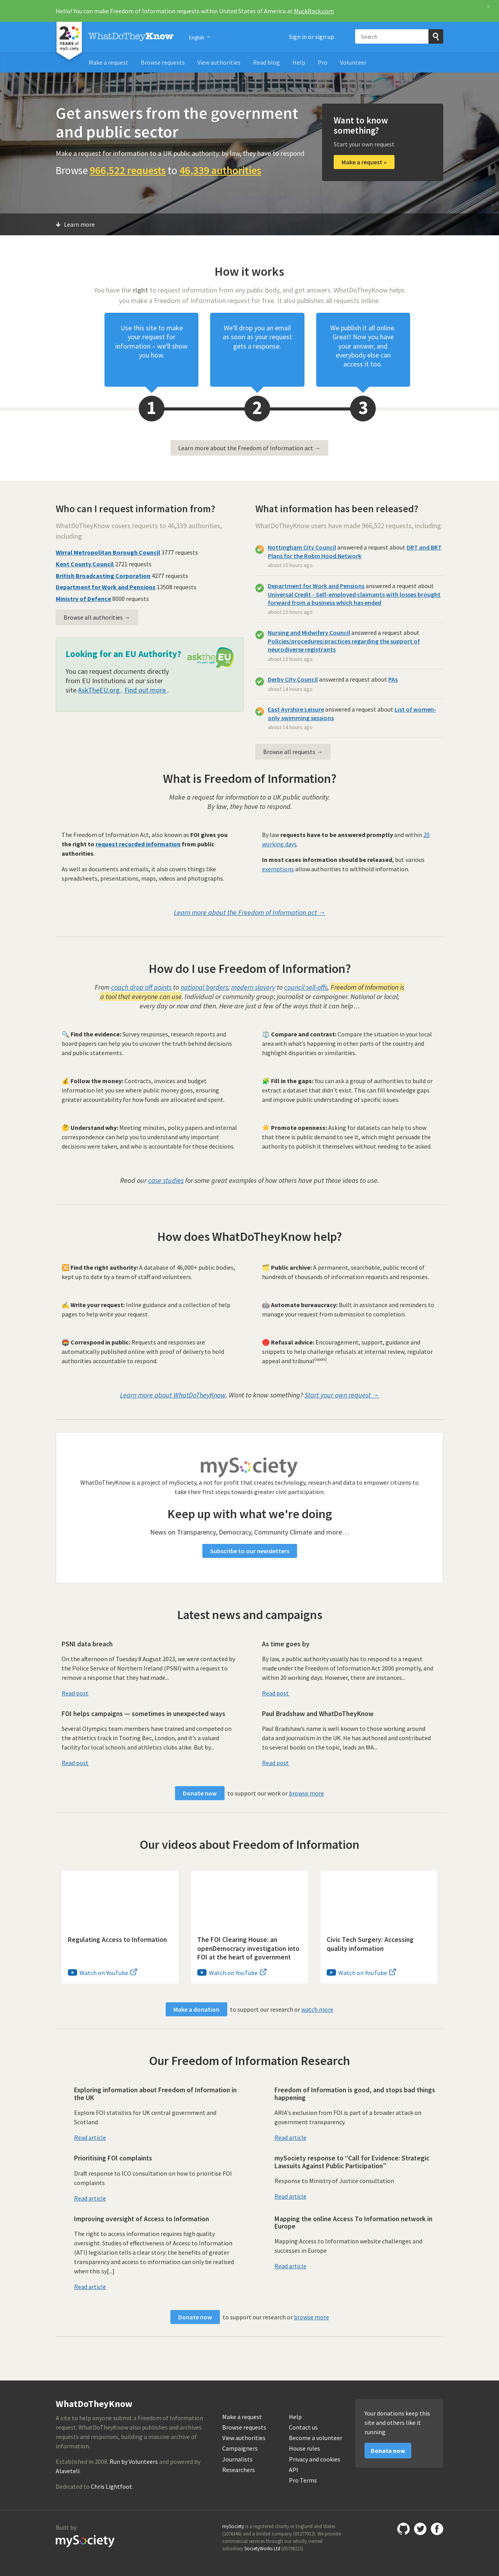 Hello! You can make Freedom of Information requests within United States of America at MuckRock.com
×
20
YEARS of
mySociety
WhatDoTheyKnow
English
Sign in or sign up
Search
Make a request
Browse requests
View authorities
Read blog
Help
Pro
Volunteer
Get answers from the government
and public sector
Make a request for information to a UK public authority: by law, they have to respond
Browse 966,522 requests to 46,339 authorities
Want to know
something?
Start your own request
Make a request »
Learn more
How it works
You have the right to request information from any public body, and get answers. WhatDoTheyKnow helps
you make a Freedom of Information request for free. It also publishes all requests online.
Use this site to make
your request for
information – we'll show
you how.
We'll drop you an email
as soon as your request
gets a response.
We publish it all online.
Great! Now you have
your answer, and
everybody else can
access it too.
1
2
3
Learn more about the Freedom of Information act →
Who can I request information from?
WhatDoTheyKnow covers requests to 46,339 authorities,
including:
Wirral Metropolitan Borough Council 3777 requests
Kent County Council 2721 requests
British Broadcasting Corporation 4277 requests
Department for Work and Pensions 13508 requests
Ministry of Defence 8000 requests
Browse all authorities →
Looking for an EU Authority?
You can request documents directly
from EU Institutions at our sister
site AskTheEU.org . Find out more .
asktheEU
it's your right
What information has been released?
WhatDoTheyKnow users have made 966,522 requests, including:
Nottingham City Council answered a request about DRT and BRT
Plans for the Robin Hood Network
about 15 hours ago
Department for Work and Pensions answered a request about
Universal Credit - Self-employed claimants with losses brought
forward from a business which has ended
about 13 hours ago
Nursing and Midwifery Council answered a request about
Policies/procedures/practices regarding the support of
neurodiverse registrants
about 13 hours ago
Derby City Council answered a request about PAs
about 14 hours ago
East Ayrshire Leisure answered a request about List of women-
only swimming sessions
about 14 hours ago
Browse all requests →
What is Freedom of Information?
Make a request for information to a UK public authority.
By law, they have to respond.
The Freedom of Information Act, also known as FOI gives you
the right to request recorded information from public
authorities.
As well as documents and emails, it also covers things like
spreadsheets, presentations, maps, videos and photographs.
By law requests have to be answered promptly and within 20
working days.
In most cases information should be released, but various
exemptions allow authorities to withhold information.
Learn more about the Freedom of Information act →
How do I use Freedom of Information?
From coach drop off points to national borders; modern slavery to council sell-offs, Freedom of Information is
a tool that everyone can use. Individual or community group; journalist or campaigner. National or local;
every day or now and then. Here are just a few of the ways that it can help…
🔍 Find the evidence: Survey responses, research reports and
board papers can help you to uncover the truth behind decisions
and public statements.
⚖️ Compare and contrast: Compare the situation in your local
area with what's happening in other parts of the country and
highlight disparities or similarities.
💰 Follow the money: Contracts, invoices and budget
information let you see where public money goes, ensuring
greater accountability for how funds are allocated and spent.
🧩 Fill in the gaps: You can ask a group of authorities to build or
extract a dataset that didn't exist. This can fill knowledge gaps
and improve public understanding of specific issues.
🤔 Understand why: Meeting minutes, policy papers and internal
correspondence can help you to understand why important
decisions were taken, and who is accountable for those decisions.
☀️ Promote openness: Asking for datasets can help to show
that there is public demand to see it, which might persuade the
authority to publish it themselves without needing to be asked.
Read our case studies for some great examples of how others have put these ideas to use.
How does WhatDoTheyKnow help?
🔀 Find the right authority: A database of 46,000+ public bodies,
kept up to date by a team of staff and volunteers.
🗂️ Public archive: A permanent, searchable, public record of
hundreds of thousands of information requests and responses.
✍️ Write your request: Inline guidance and a collection of help
pages to help write your request.
🤖 Automate bureaucracy: Built in assistance and reminders to
manage your request from submission to completion.
📮 Correspond in public: Requests and responses are
automatically published online with proof of delivery to hold
authorities accountable to respond.
🛑 Refusal advice: Encouragement, support, guidance and
snippets to help challenge refusals at internal review, regulator
appeal and tribunal(soon).
Learn more about WhatDoTheyKnow. Want to know something? Start your own request →
mySociety
WhatDoTheyKnow is a project of mySociety, a not for profit that creates technology, research and data to empower citizens to
take their first steps towards greater civic participation.
Keep up with what we're doing
News on Transparency, Democracy, Community Climate and more…
Subscribe to our newsletters
Latest news and campaigns
PSNI data breach
On the afternoon of Tuesday 8 August 2023, we were contacted by
the Police Service of Northern Ireland (PSNI) with a request to
remove a response that they had made...
Read post
As time goes by
By law, a public authority usually has to respond to a request
made under the Freedom of Information Act 2000 promptly, and
within 20 working days. However, there are instances...
Read post
FOI helps campaigns — sometimes in unexpected ways
Several Olympics team members have trained and competed on
the athletics track in Tooting Bec, London, and it's a valued
facility for local schools and athletics clubs alike. But by...
Read post
Paul Bradshaw and WhatDoTheyKnow
Paul Bradshaw's name is well known to those working around
data and journalism in the UK. He has authored and contributed
to several books on the topic, leads an MA...
Read post
Donate now to support our work or browse more
Our videos about Freedom of Information
Regulating Access to Information
Watch on YouTube
The FOI Clearing House: an
openDemocracy investigation into
FOI at the heart of government
Watch on YouTube
Civic Tech Surgery: Accessing
quality information
Watch on YouTube
Make a donation to support our research or watch more
Our Freedom of Information Research
Exploring information about Freedom of Information in
the UK
Explore FOI statistics for UK central government and
Scotland.
Read article
Freedom of Information is good, and stops bad things
happening
ARIA's exclusion from FOI is part of a broader attack on
government transparency.
Read article
Prioritising FOI complaints
Draft response to ICO consultation on how to prioritise FOI
complaints
Read article
mySociety response to “Call for Evidence: Strategic
Lawsuits Against Public Participation”
Response to Ministry of Justice consultation
Read article
Improving oversight of Access to Information
The right to access information requires high quality
oversight. Studies of effectiveness of Access to Information
(ATI) legislation tells a clear story: the benefits of greater
transparency and access to information can only be realised
when this sy[...]
Read article
Mapping the online Access To Information network in
Europe
Mapping Access to Information website challenges and
successes in Europe
Read article
Donate now to support our research or browse more
WhatDoTheyKnow
A site to help anyone submit a Freedom of Information
request. WhatDoTheyKnow also publishes and archives
requests and responses, building a massive archive of
information.
Established in 2008. Run by Volunteers and powered by
Alaveteli.
Dedicated to Chris Lightfoot.
Make a request
Browse requests
View authorities
Campaigners
Journalists
Researchers
Help
Contact us
Become a volunteer
House rules
Privacy and cookies
API
Pro Terms
Your donations keep this
site and others like it
running
Donate now
Built by
mySociety
mySociety is a registered charity in England and Wales
(1076346) and a limited company (03277032). We provide
commercial services through our wholly owned
subsidiary SocietyWorks Ltd (05798215).